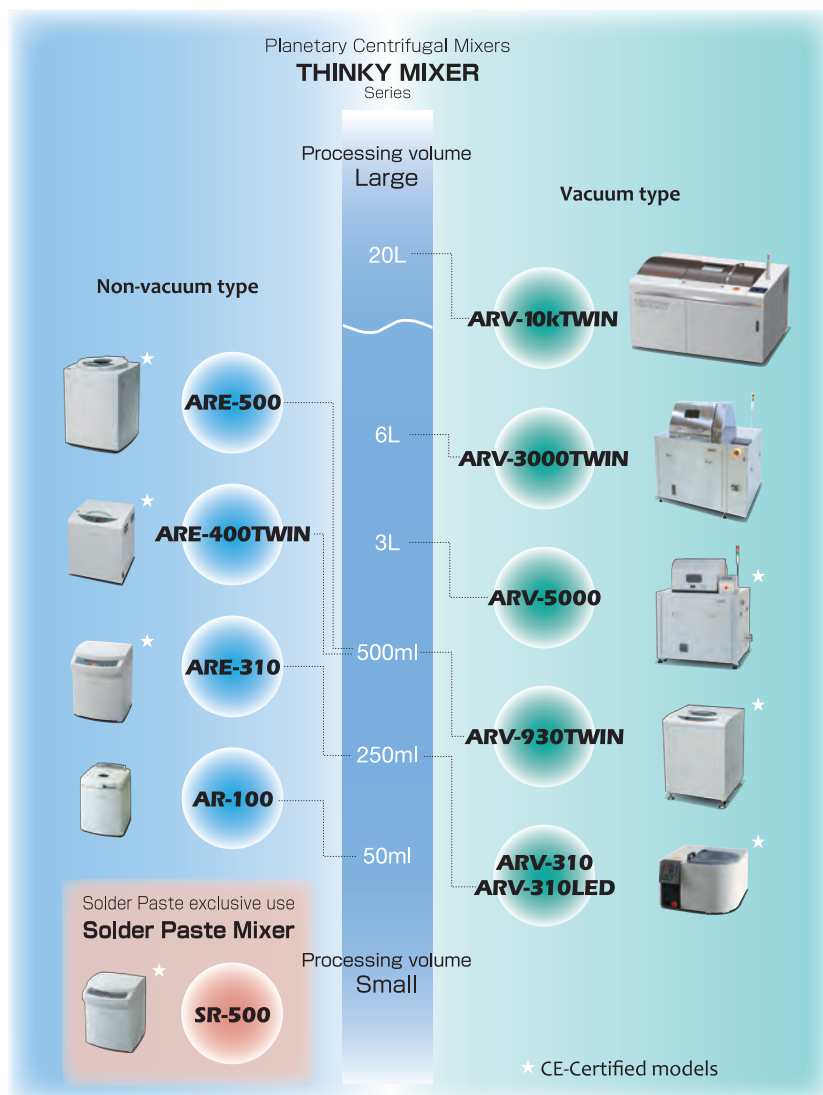 Planetary Centrifugal Mixers
THINKY MIXER
Series
Processing volume
Large
Vacuum type
20L
Non-vacuum type
ARV-10kTWIN
ARE-500
6L
ARV-3000TWIN
ARE-400TWIN
3L
ARV-5000
500ml
ARE-310
ARV-930TWIN
250ml
AR-100
50ml
ARV-310
ARV-310LED
Solder Paste exclusive use
Solder Paste Mixer
SR-500
Processing volume
Small
★ CE-Certified models